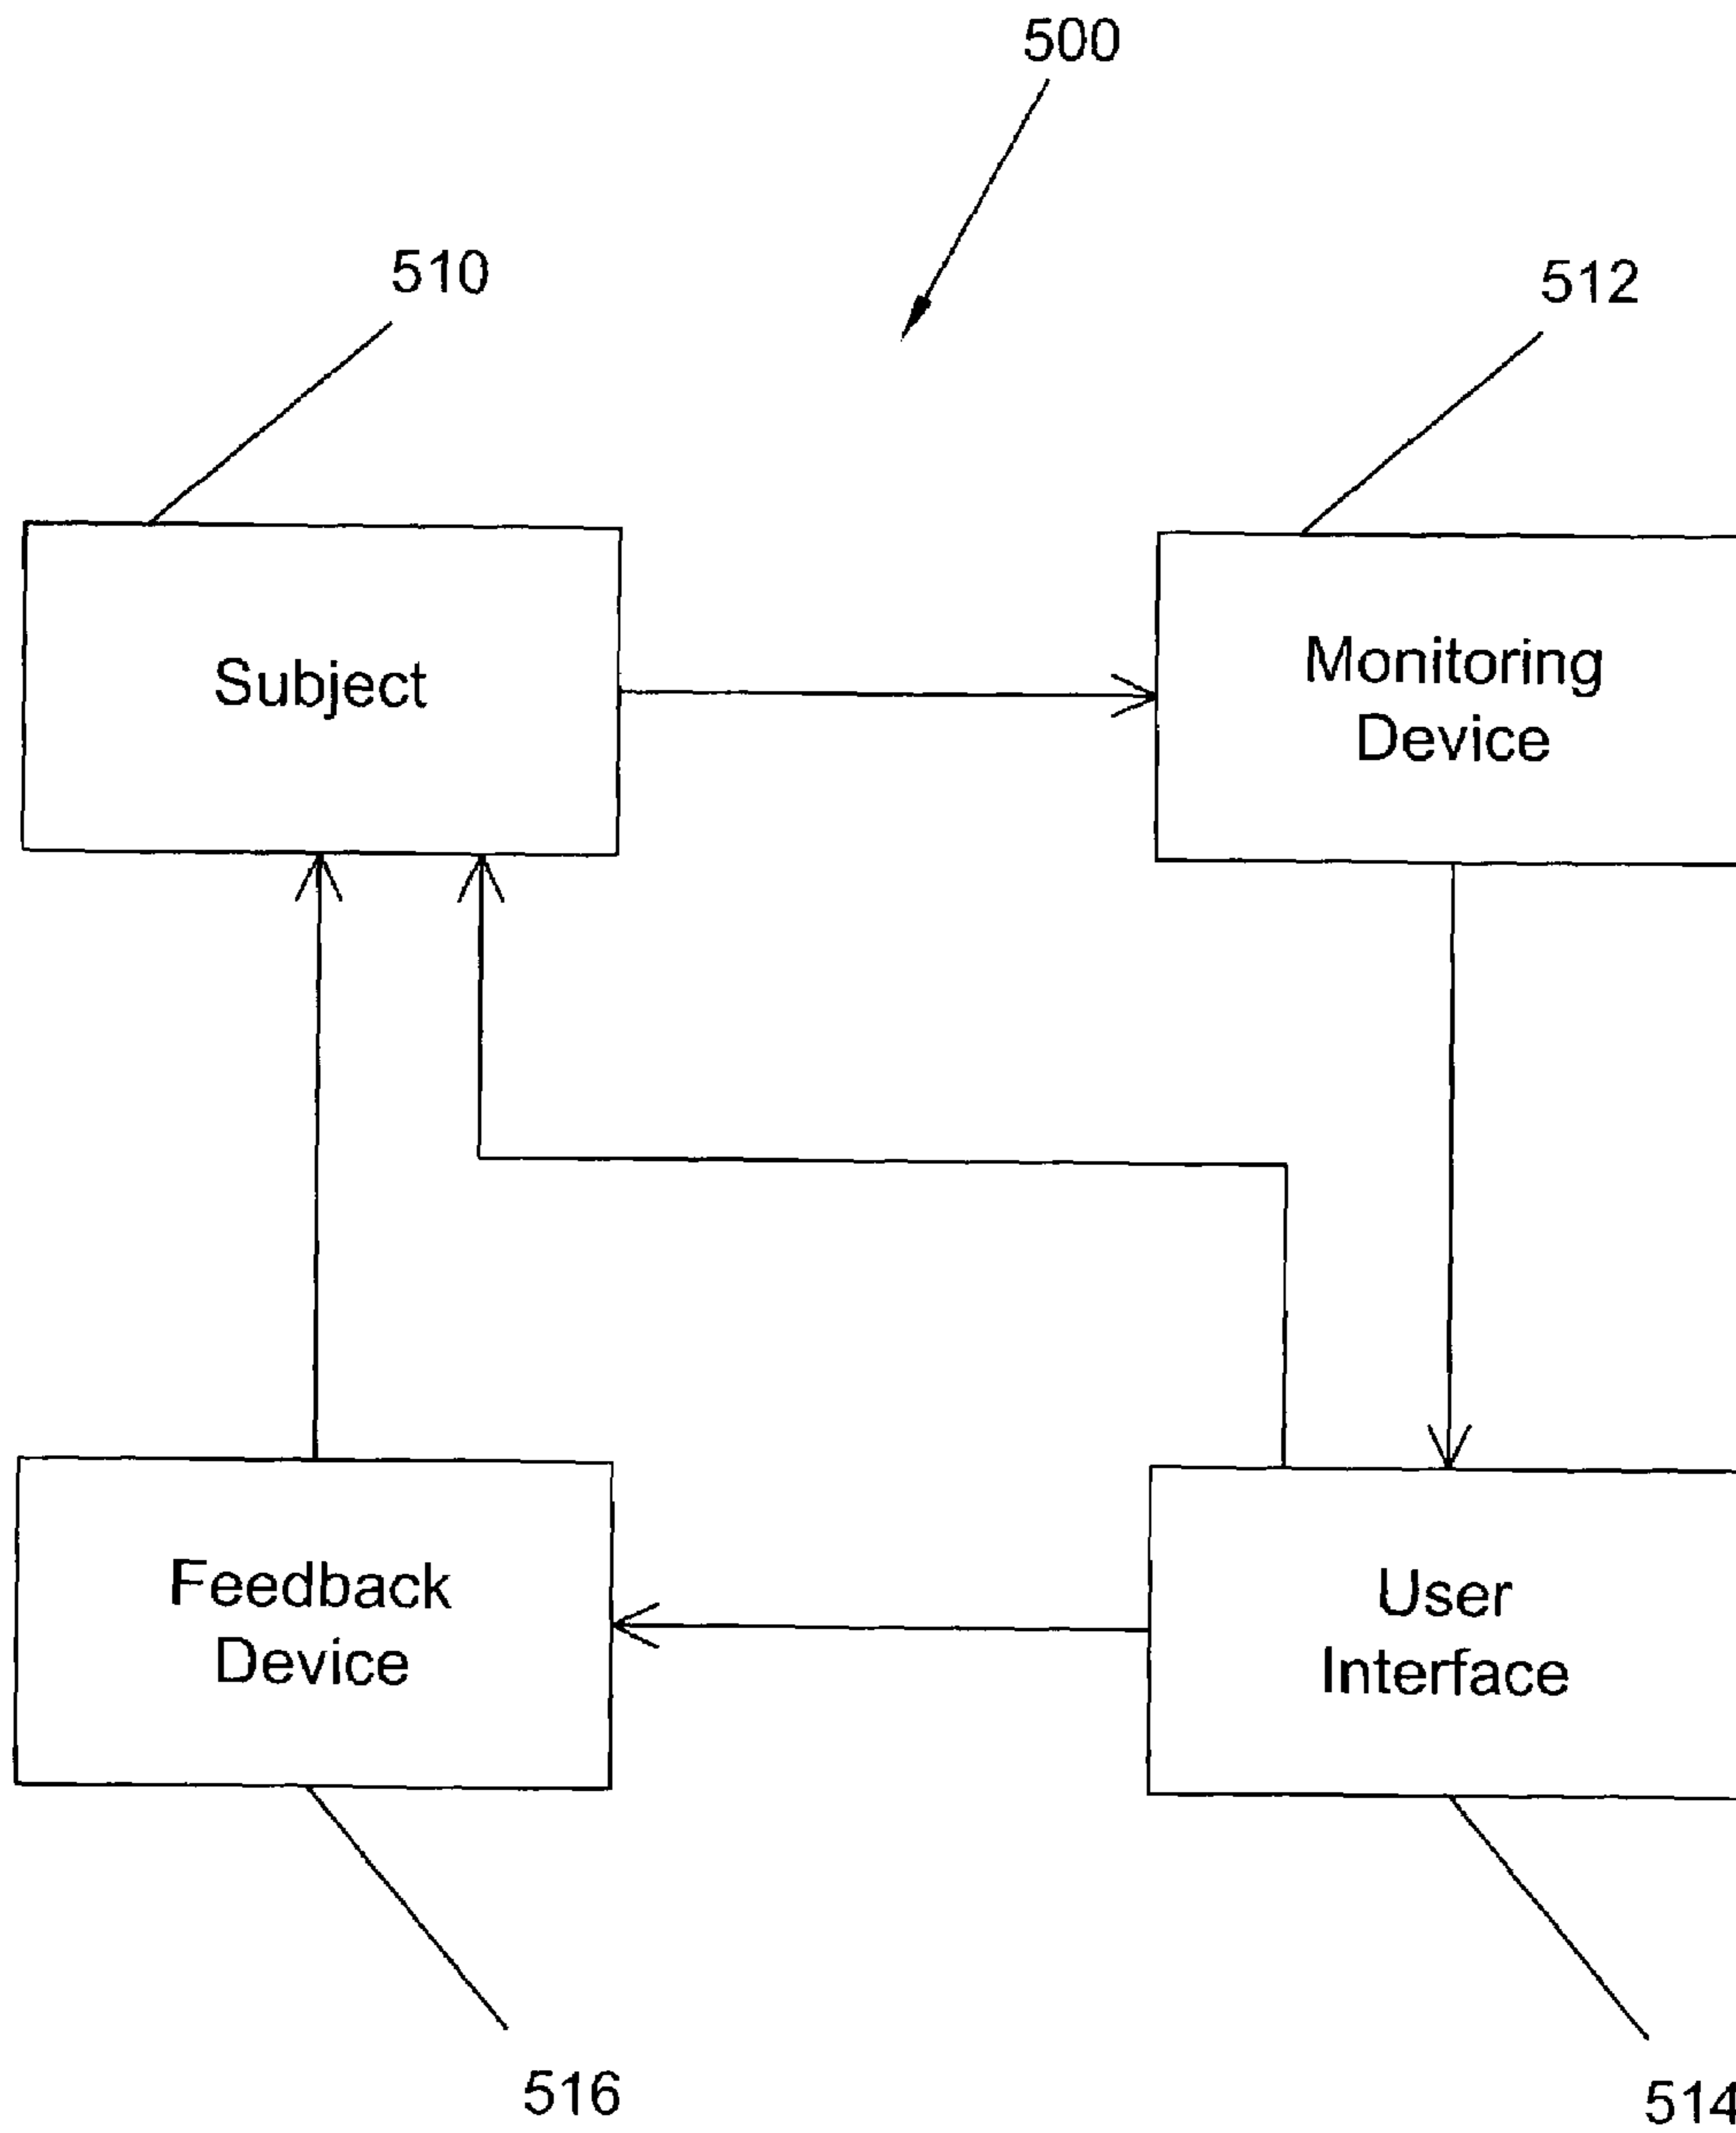 500
510
512
Subject
Monitoring
Device
Feedback
Device
User
Interface
516
514